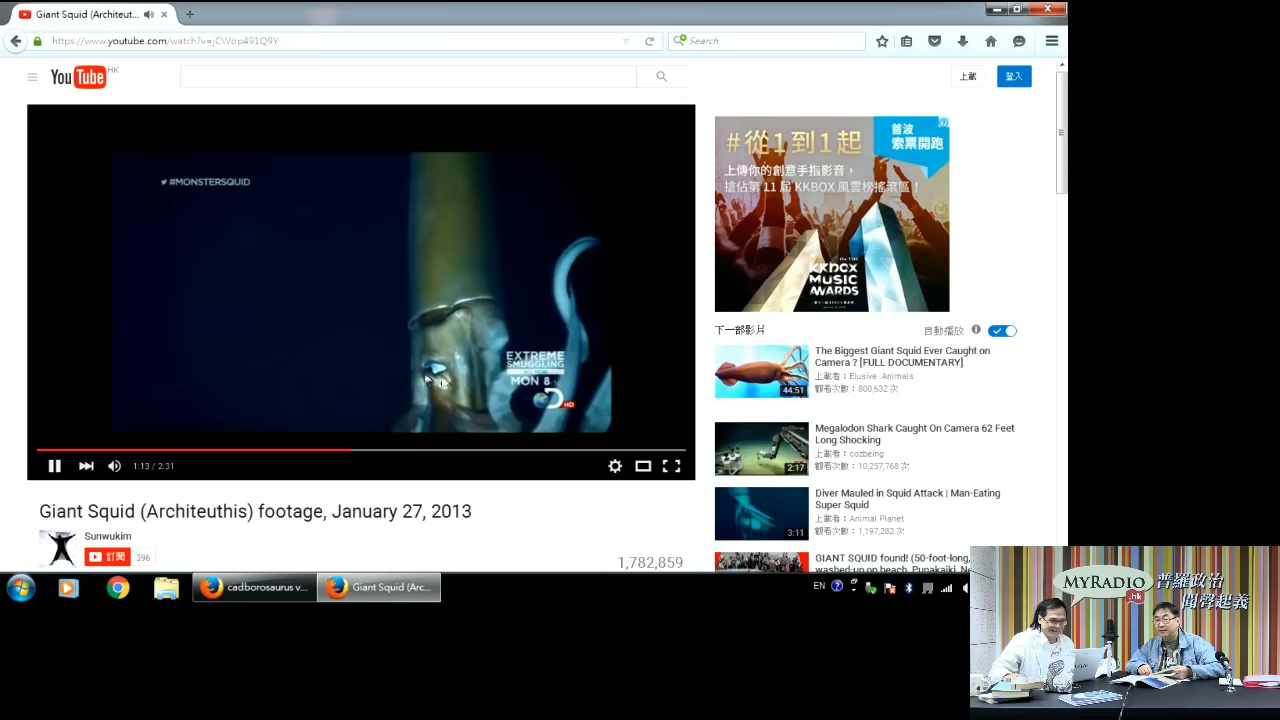 Giant Squid (Architeut...
https://www.youtube.com/watch?v=jCWop491Q9Y
Search
YouTube HK
上載
登入
#MONSTERSQUID
EXTREME
SMUGGLING
MON 8
HD
1:13 / 2:31
Giant Squid (Architeuthis) footage, January 27, 2013
Sunwukim
訂閱 396
1,782,859
#從1到1起
首波
索票開跑
上傳你的創意手指影音，
搶佔第 11 屆 KKBOX 風雲榜搖滾區！
KKBOX
MUSIC
AWARDS
下一部影片
自動播放
The Biggest Giant Squid Ever Caught on
Camera ? [FULL DOCUMENTARY]
上載者：Elusive Animals
觀看次數：800,632 次
44:51
Megalodon Shark Caught On Camera 62 Feet
Long Shocking
上載者：cozbeing
觀看次數：10,257,768 次
2:17
Diver Mauled in Squid Attack | Man-Eating
Super Squid
上載者：Animal Planet
觀看次數：1,197,282 次
3:11
GIANT SQUID found! (50-foot-long,
washed-up on beach, Punakaiki, Ne
cadborosaurus v...
Giant Squid (Arc...
EN
MYRADIO
.hk
普羅政治
聞聲起義